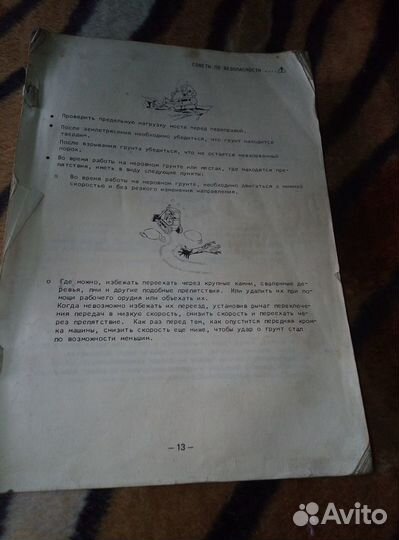 СОВЕТЫ ПО БЕЗОПАСНОСТИ ....
• Проверить предельную нагрузку моста перед переправой.
• После землетрясения необходимо убедиться, что грунт находится
твердым.
После взрывания грунта убедиться, что не остается невзорванный
порох.
• Во время работы на неровном грунте или местах, где находятся пре-
пятствия, иметь в виду следующие пункты:
o Во время работы на неровном грунте, необходимо двигаться с низкой
скоростью и без резкого изменения направления.
o Где можно, избежать переехать через крупные камни, сваленные де-
ревья, пни и другие подобные препятствия. Или удалить их при по-
мощи рабочего орудия или объехать их.
Когда невозможно избежать их переезд, установив рычаг переключе-
ния передач в низкую скорость, снизить скорость и переехать че-
рез препятствие. Как раз перед тем, как опустится передняя кром-
ка машины, снизить скорость еще ниже, чтобы удар о грунт стал
по возможности меньшим.
— 13 —
Avito